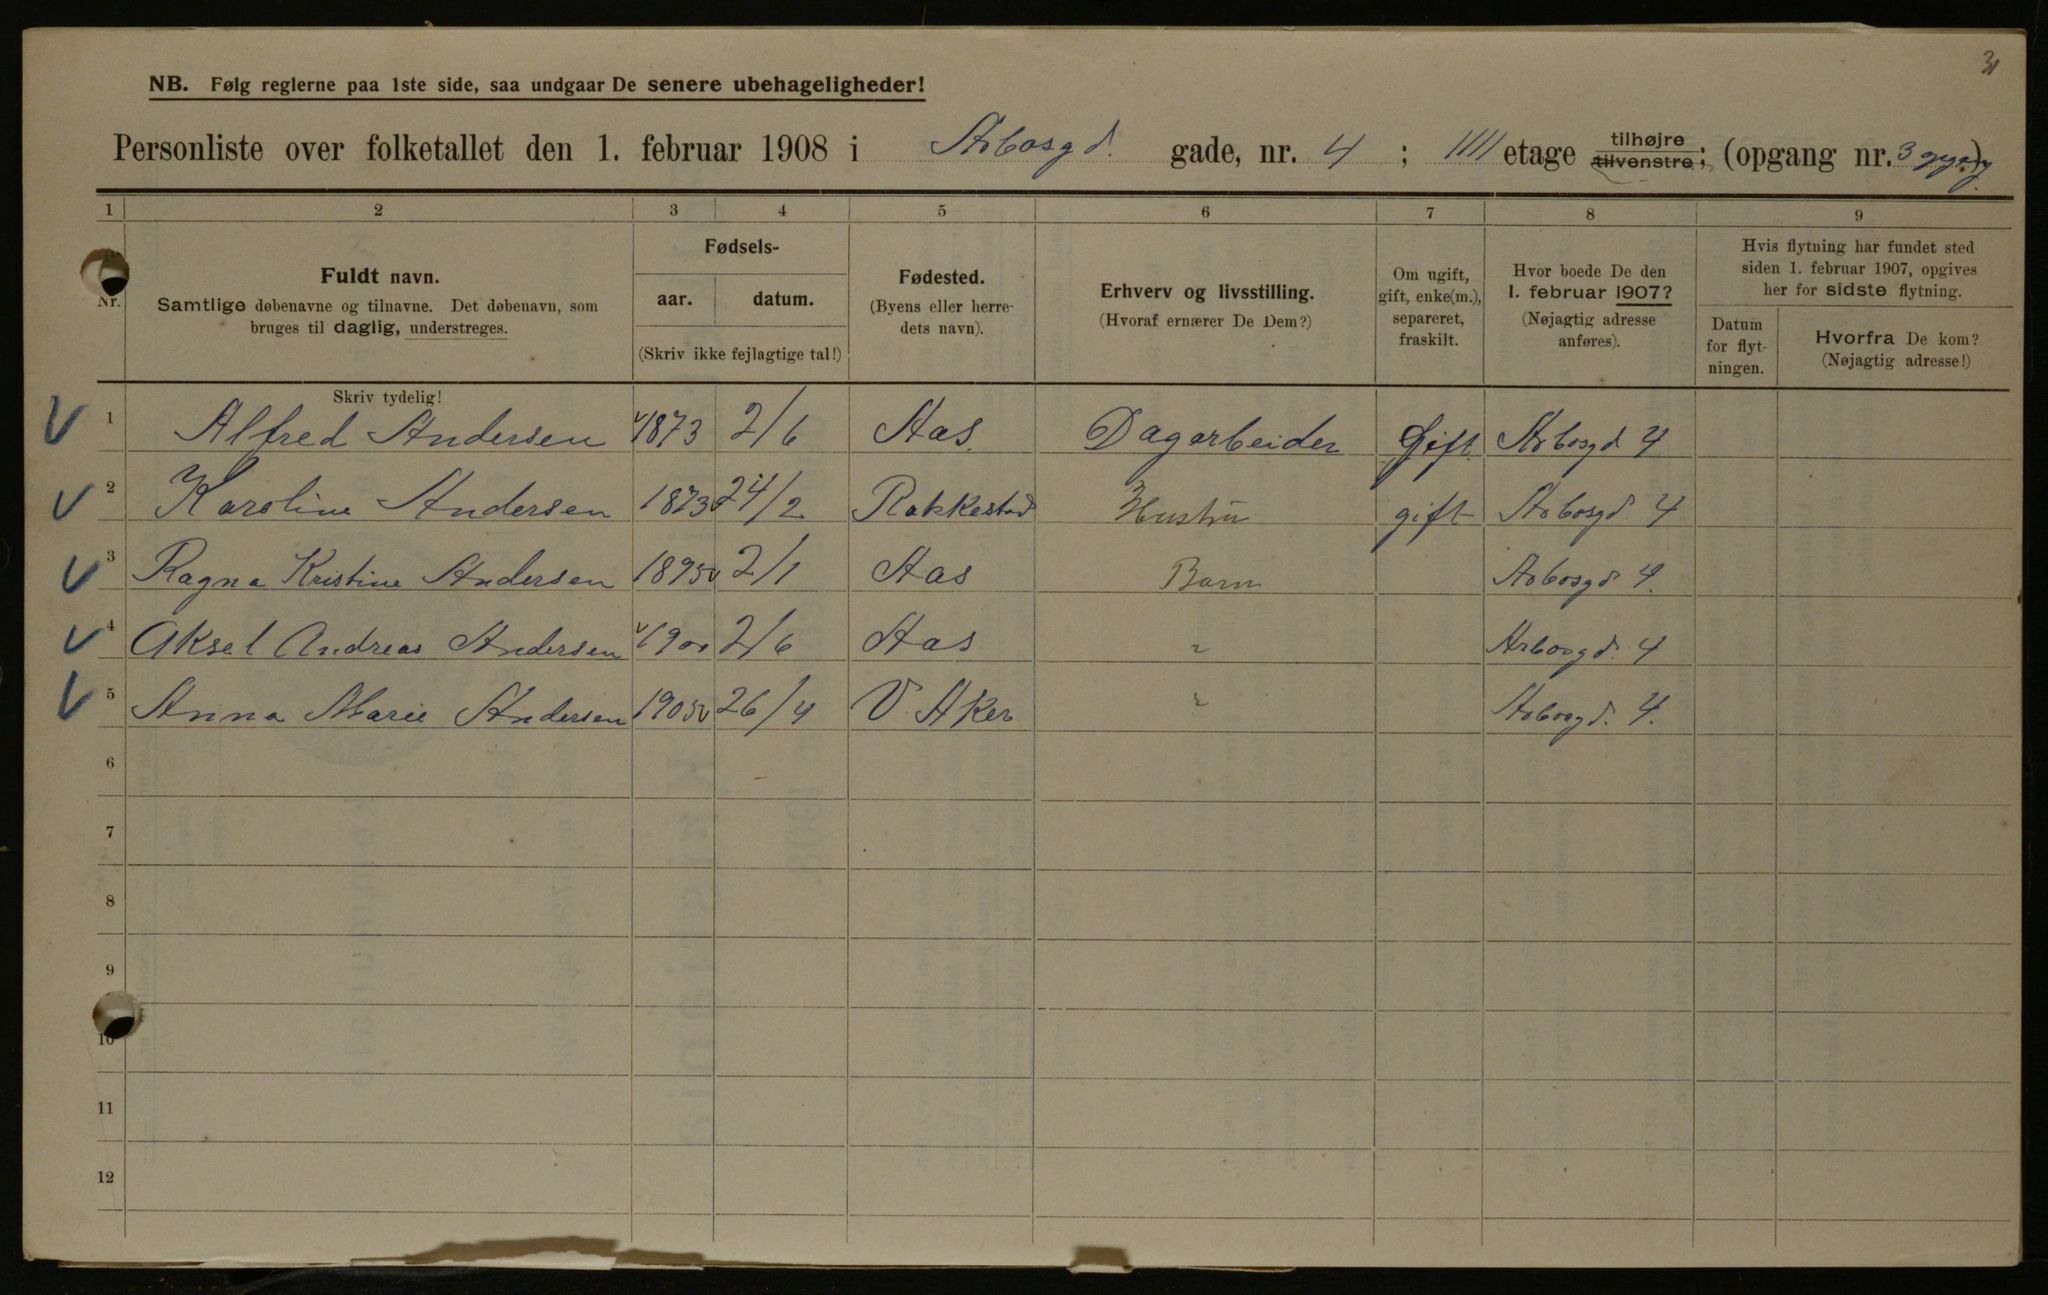 31
NB. Følg reglerne paa 1ste side, saa undgaar De senere ubehageligheder!
Personliste over folketallet den 1. februar 1908 i Arbosgd. gade, nr. 4 ; IIII etage tilhøjre tilvenstre; (opgang nr. 3 opgang).
1 2 3 4 5 6 7 8 9
Nr.
Fuldt navn.
Samtlige døbenavne og tilnavne. Det døbenavn, som
bruges til daglig, understreges.
Fødsels-
aar. datum.
(Skriv ikke fejlagtige tal!)
Fødested.
(Byens eller herre-
dets navn).
Erhverv og livsstilling.
(Hvoraf ernærer De Dem?)
Om ugift,
gift, enke(m.),
separeret,
fraskilt.
Hvor boede De den
1. februar 1907?
(Nøjagtig adresse
anføres).
Hvis flytning har fundet sted
siden 1. februar 1907, opgives
her for sidste flytning.
Datum
for flyt-
ningen.
Hvorfra De kom?
(Nøjagtig adresse!)
Skriv tydelig!
1 Alfred Andersen 1873 2/6 Aas. Dagarbeider Gift. Arbosgd 4
2 Karoline Andersen 1873 24/2 Rakkestad Hustru gift Arbosgd. 4
3 Ragna Kristine Andersen 1895 2/1 Aas Barn Arbosgd 4.
4 Aksel Andreas Andersen 1900 2/6 Aas " Arbosgd. 4
5 Anna Marie Andersen 1905 26/4 V. Aker " Arbosgd. 4.
6
7
8
9
10
11
12